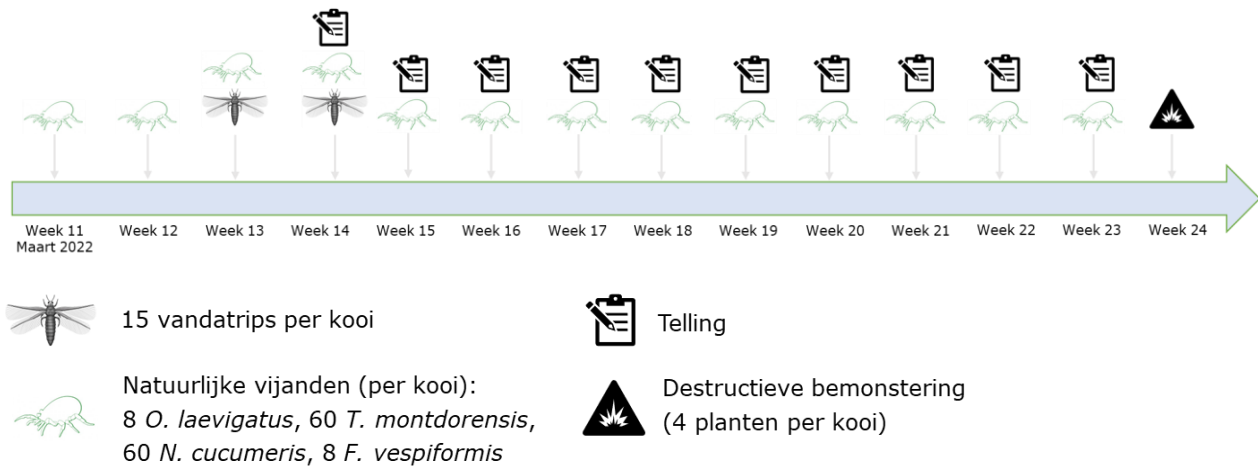 Week 11
Maart 2022
Week 12
Week 13
Week 14
Week 15
Week 16
Week 17
Week 18
Week 19
Week 20
Week 21
Week 22
Week 23
Week 24
15 vandatrips per kooi
Telling
Natuurlijke vijanden (per kooi):
8 O. laevigatus, 60 T. montdorensis,
60 N. cucumeris, 8 F. vespiformis
Destructieve bemonstering
(4 planten per kooi)